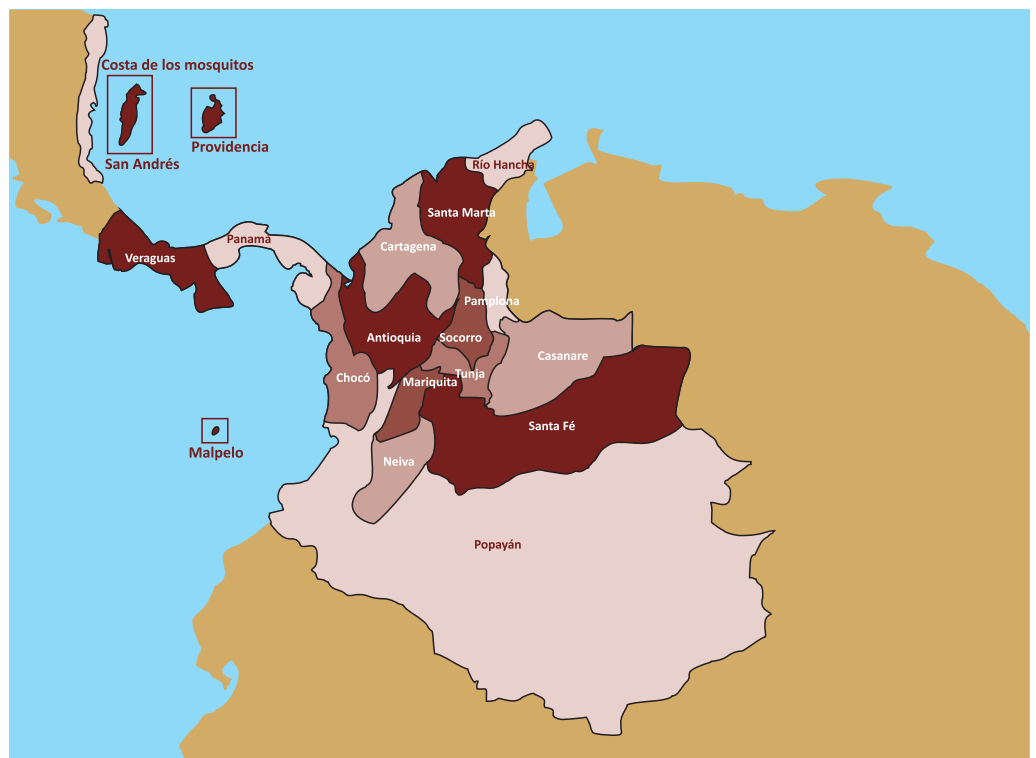 Costa de los mosquitos
Providencia
San Andrés
Río Hancha
Santa Marta
Panamá
Cartagena
Veraguas
Pamplona
Antioquia
Socorro
Casanare
Tunja
Chocó
Mariquita
Santa Fé
Malpelo
Neiva
Popayán